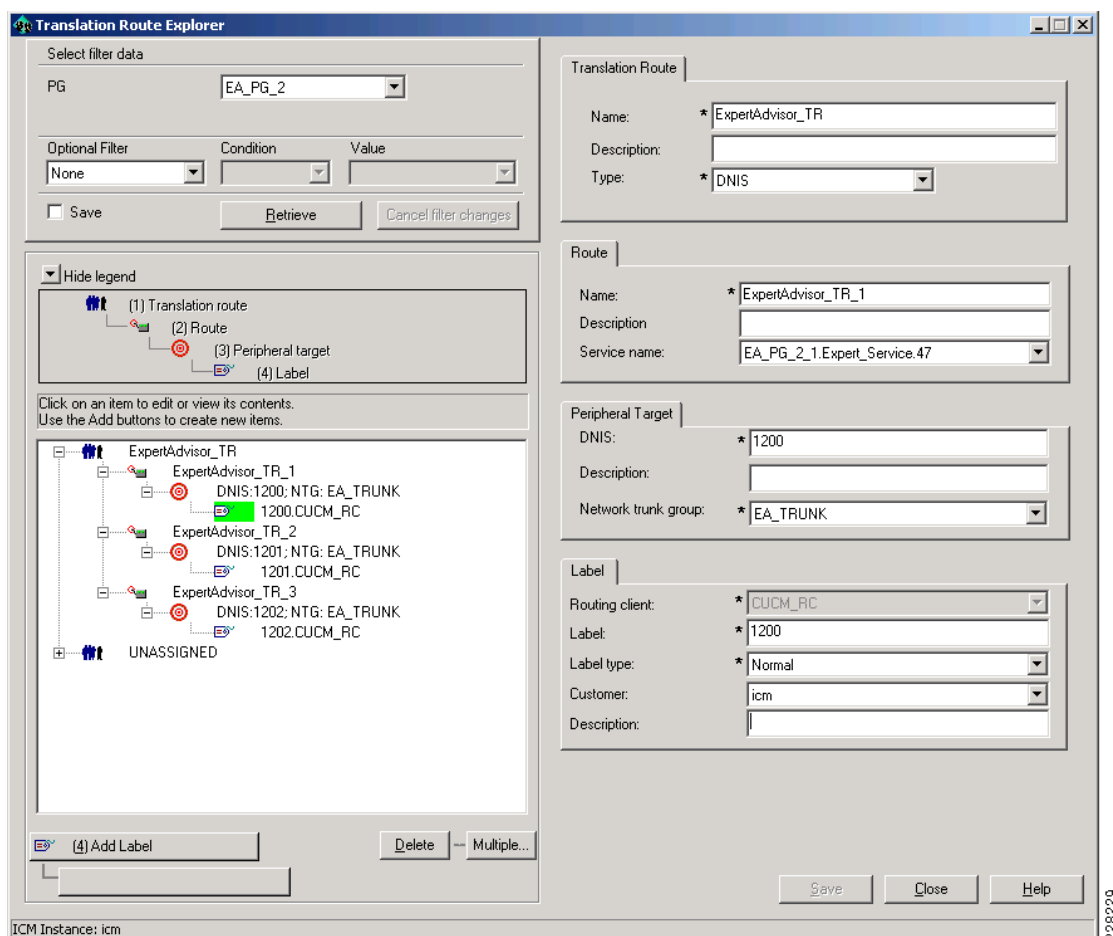 Translation Route Explorer
Select filter data
PG
EA_PG_2
Optional Filter
Condition
Value
None
Save
Retrieve
Cancel filter changes
Hide legend
(1) Translation route
(2) Route
(3) Peripheral target
(4) Label
Click on an item to edit or view its contents.
Use the Add buttons to create new items.
ExpertAdvisor_TR
ExpertAdvisor_TR_1
DNIS:1200; NTG: EA_TRUNK
1200.CUCM_RC
ExpertAdvisor_TR_2
DNIS:1201; NTG: EA_TRUNK
1201.CUCM_RC
ExpertAdvisor_TR_3
DNIS:1202; NTG: EA_TRUNK
1202.CUCM_RC
UNASSIGNED
(4) Add Label
Delete
Multiple...
Translation Route
Name: * ExpertAdvisor_TR
Description:
Type: * DNIS
Route
Name: * ExpertAdvisor_TR_1
Description
Service name: EA_PG_2_1.Expert_Service.47
Peripheral Target
DNIS: * 1200
Description:
Network trunk group: * EA_TRUNK
Label
Routing client: * CUCM_RC
Label: * 1200
Label type: * Normal
Customer: icm
Description:
Save
Close
Help
ICM Instance: icm
228229